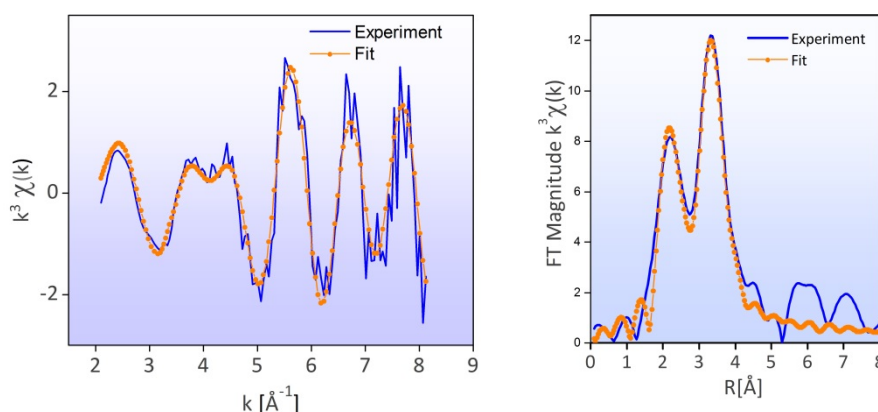 k³ χ(k)
2
0
-2
2 3 4 5 6 7 8 9
k [Å⁻¹]
Experiment
Fit
FT Magnitude k³χ(k)
12
10
8
6
4
2
0
0 1 2 3 4 5 6 7 8
R[Å]
Experiment
Fit